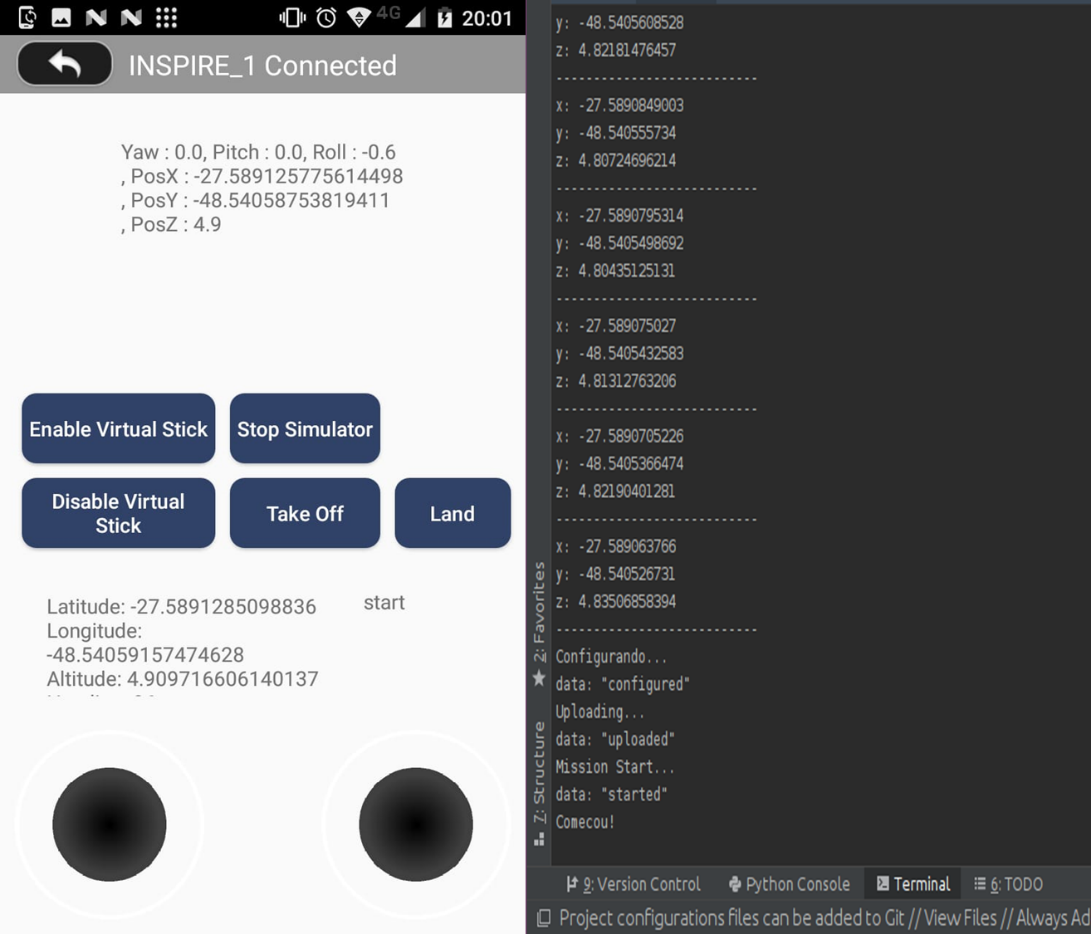 4G 20:01
INSPIRE_1 Connected
Yaw : 0.0, Pitch : 0.0, Roll : -0.6
, PosX : -27.589125775614498
, PosY : -48.54058753819411
, PosZ : 4.9
Enable Virtual Stick
Stop Simulator
Disable Virtual
Stick
Take Off
Land
Latitude: -27.5891285098836
Longitude:
-48.54059157474628
Altitude: 4.909716606140137
start
y: -48.5405608528
z: 4.82181476457
---------------------------
x: -27.5890849003
y: -48.540555734
z: 4.80724696214
---------------------------
x: -27.5890795314
y: -48.5405498692
z: 4.80435125131
---------------------------
x: -27.589075027
y: -48.5405432583
z: 4.81312763206
---------------------------
x: -27.5890705226
y: -48.5405366474
z: 4.82190401281
---------------------------
x: -27.589063766
y: -48.540526731
z: 4.83506858394
---------------------------
Configurando...
data: "configured"
Uploading...
data: "uploaded"
Mission Start...
data: "started"
Comecou!
2: Favorites
7: Structure
9: Version Control
Python Console
Terminal
6: TODO
Project configurations files can be added to Git // View Files // Always Ad